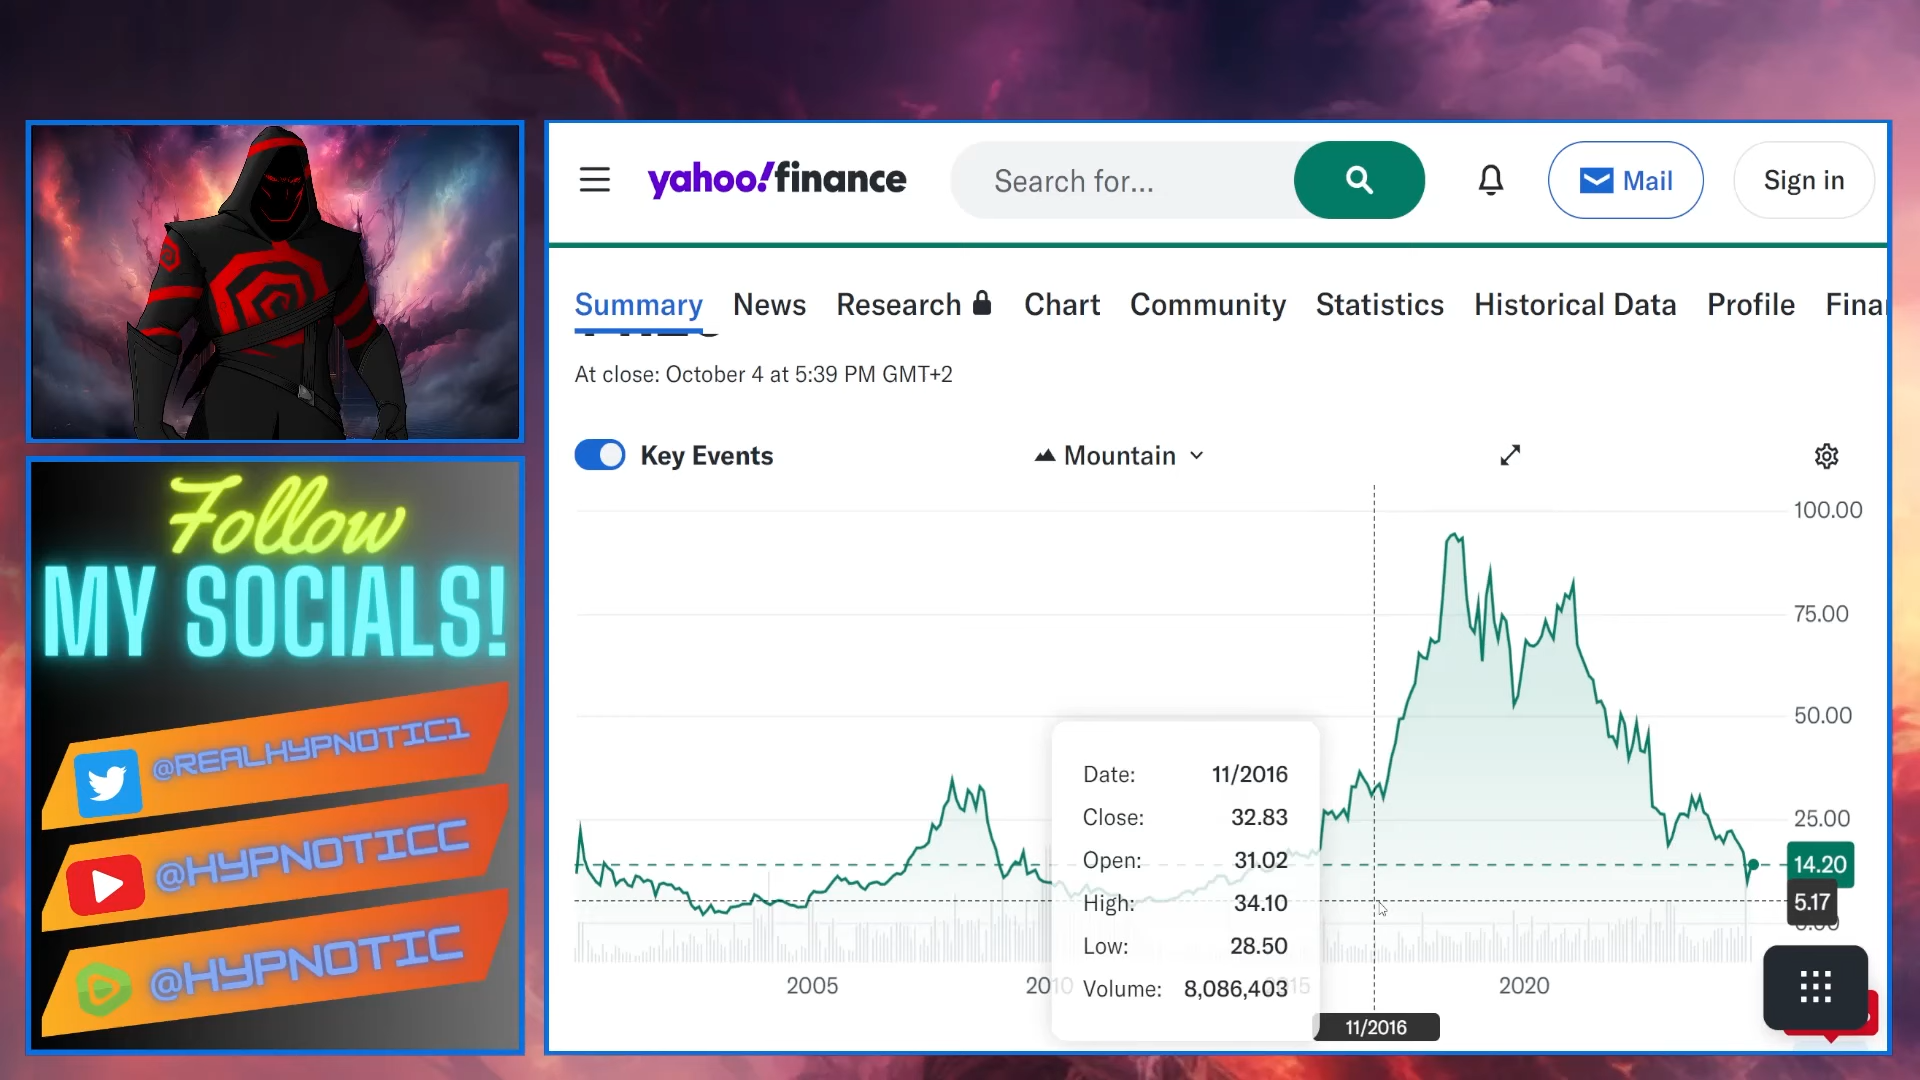 yahoo!finance
Search for...
Mail
Sign in
Summary
News
Research
Chart
Community
Statistics
Historical Data
Profile
Finan
At close: October 4 at 5:39 PM GMT+2
Key Events
Mountain
100.00
75.00
50.00
25.00
14.20
5.17
Date: 11/2016
Close: 32.83
Open: 31.02
High: 34.10
Low: 28.50
Volume: 8,086,403
2005
2010
2015
2020
11/2016
Follow
MY SOCIALS!
@REALHYPNOTIC1
@HYPNOTICC
@HYPNOTIC